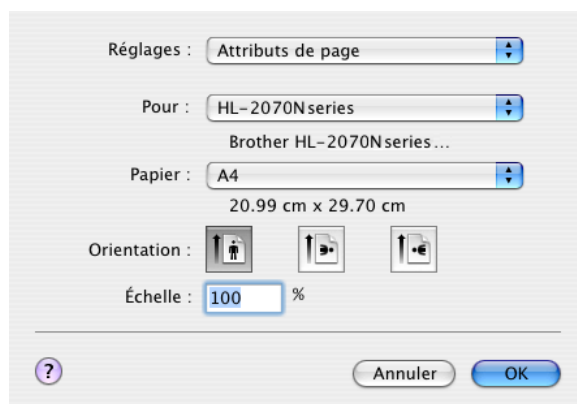 Réglages : Attributs de page
Pour : HL-2070N series
Brother HL-2070N series...
Papier : A4
20.99 cm x 29.70 cm
Orientation :
Échelle : 100 %
? Annuler OK